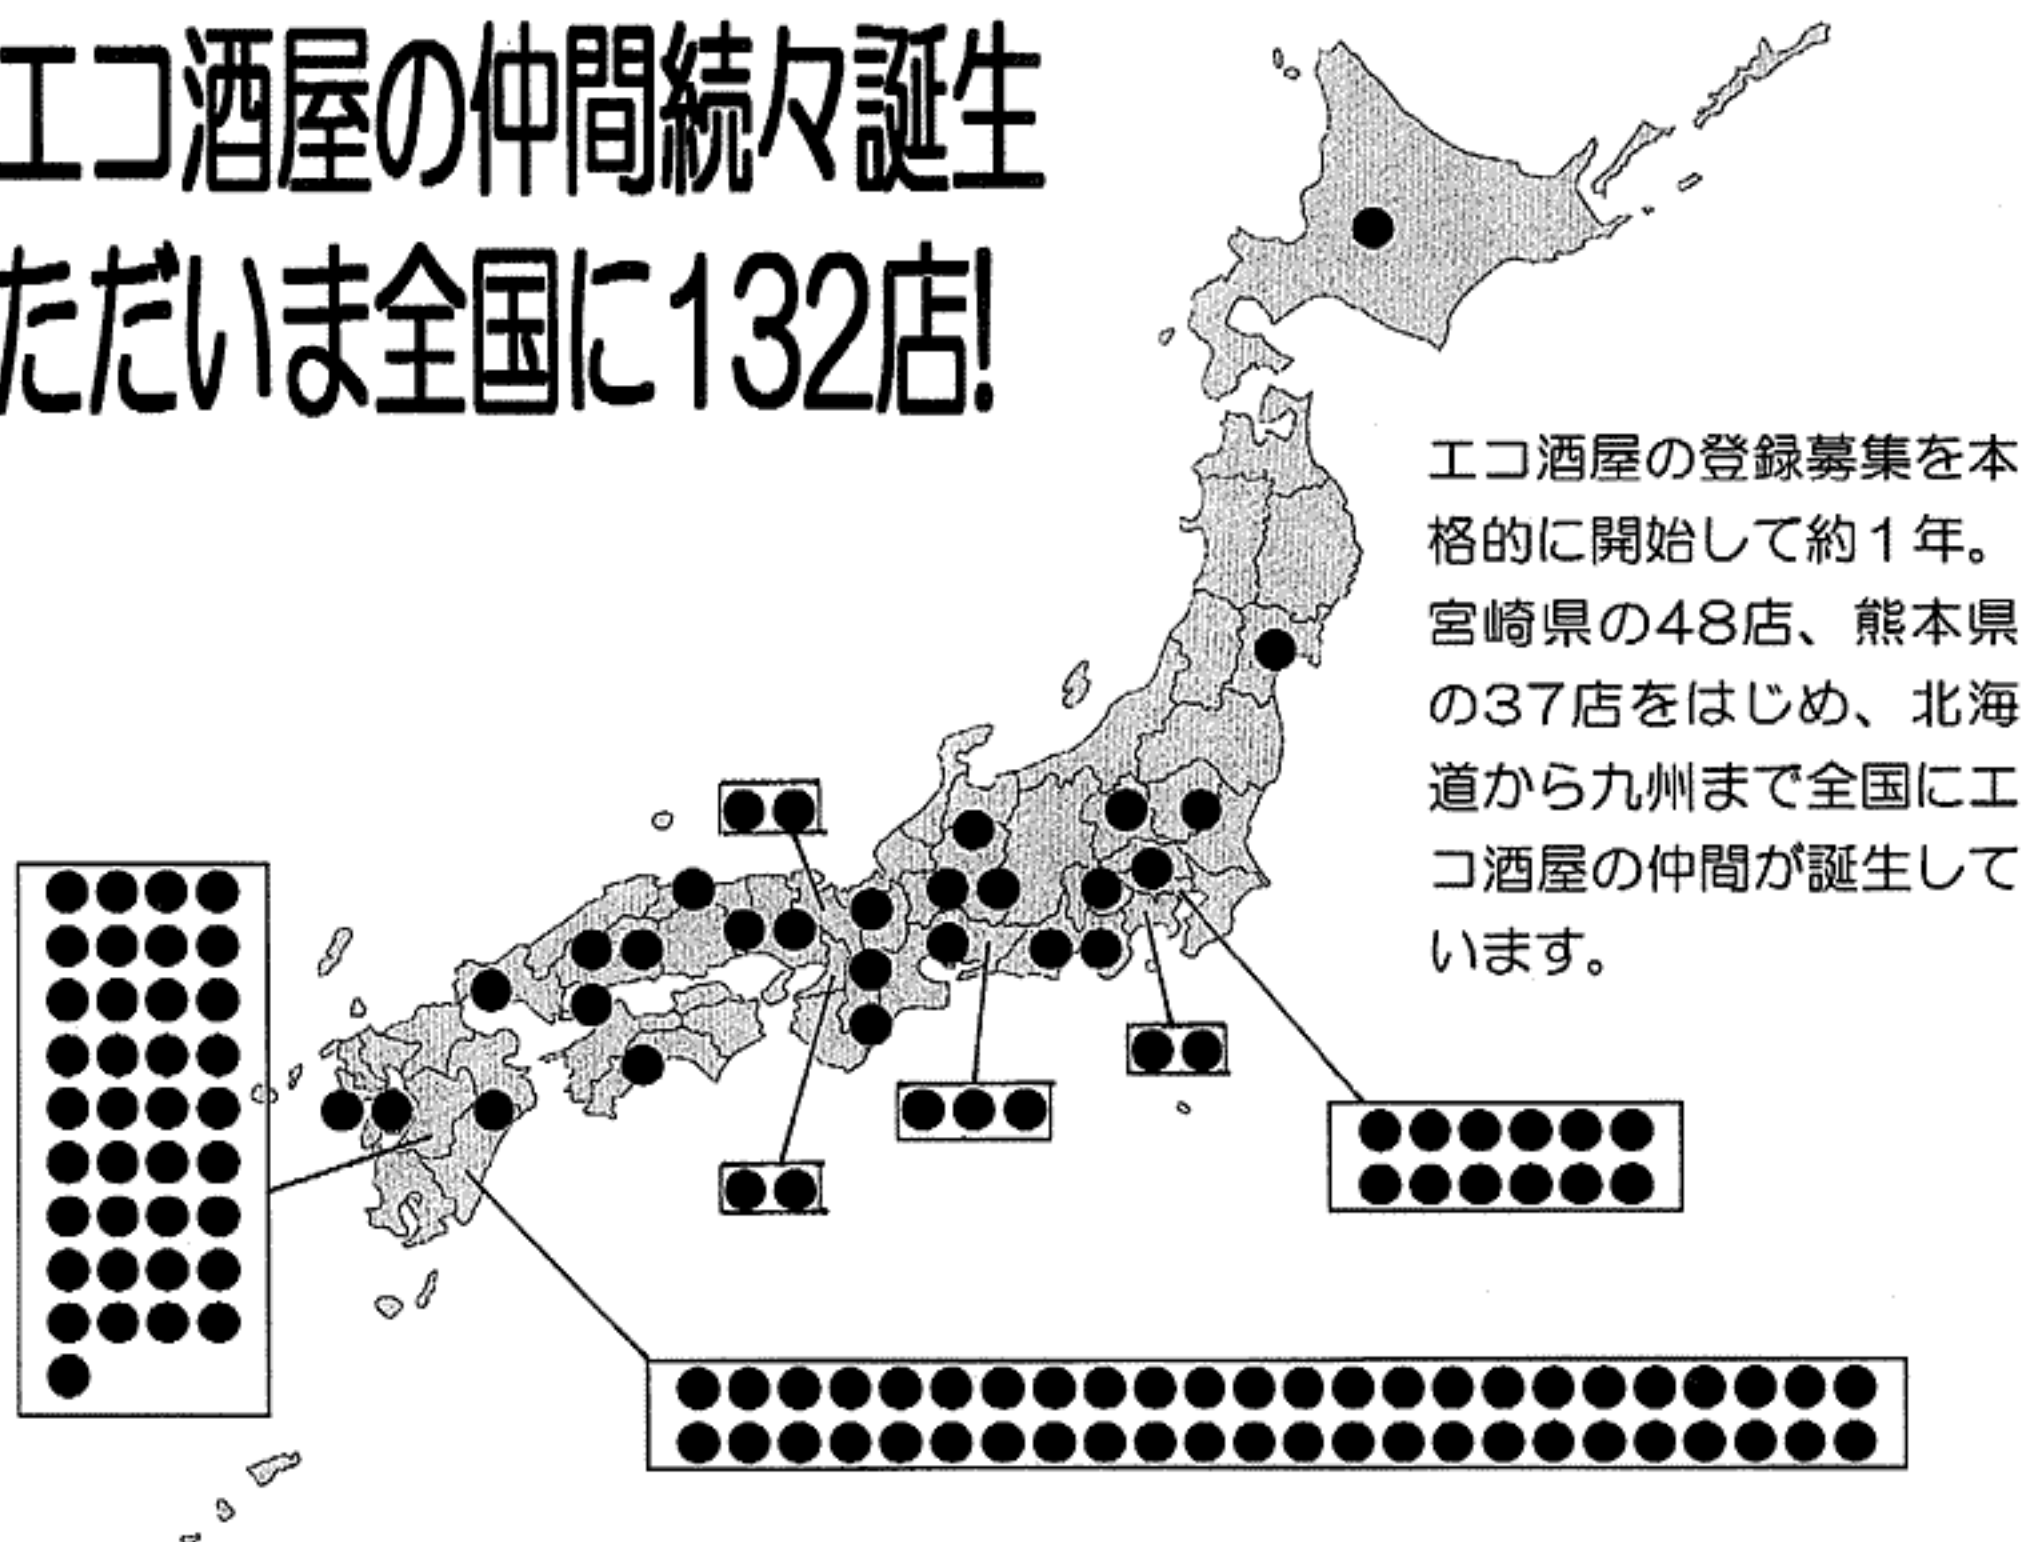 エコ酒屋の仲間続々誕生
ただいま全国に132店!
エコ酒屋の登録募集を本
格的に開始して約1年。
宮崎県の48店、熊本県
の37店をはじめ、北海
道から九州まで全国にエ
コ酒屋の仲間が誕生して
います。